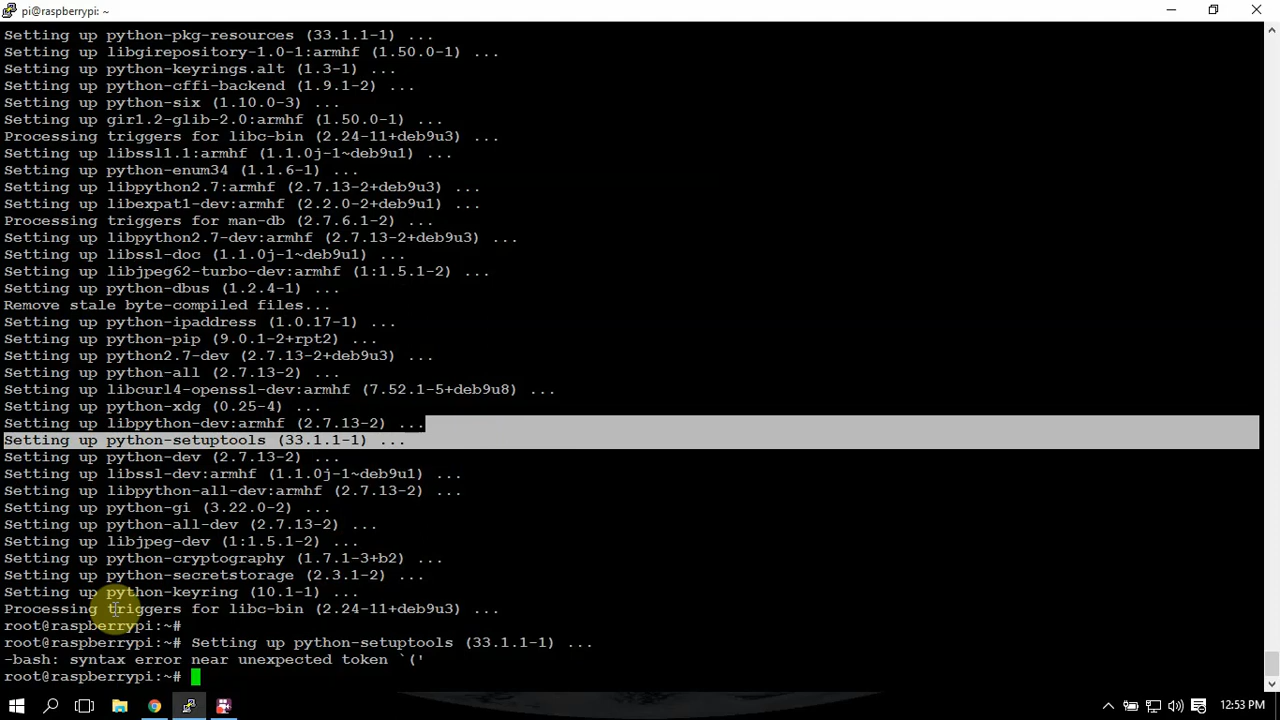 pi@raspberrypi: ~
Setting up python-pkg-resources (33.1.1-1) ...
Setting up libgirepository-1.0-1:armhf (1.50.0-1) ...
Setting up python-keyrings.alt (1.3-1) ...
Setting up python-cffi-backend (1.9.1-2) ...
Setting up python-six (1.10.0-3) ...
Setting up gir1.2-glib-2.0:armhf (1.50.0-1) ...
Processing triggers for libc-bin (2.24-11+deb9u3) ...
Setting up libssl1.1:armhf (1.1.0j-1~deb9u1) ...
Setting up python-enum34 (1.1.6-1) ...
Setting up libpython2.7:armhf (2.7.13-2+deb9u3) ...
Setting up libexpat1-dev:armhf (2.2.0-2+deb9u1) ...
Processing triggers for man-db (2.7.6.1-2) ...
Setting up libpython2.7-dev:armhf (2.7.13-2+deb9u3) ...
Setting up libssl-doc (1.1.0j-1~deb9u1) ...
Setting up libjpeg62-turbo-dev:armhf (1:1.5.1-2) ...
Setting up python-dbus (1.2.4-1) ...
Remove stale byte-compiled files...
Setting up python-ipaddress (1.0.17-1) ...
Setting up python-pip (9.0.1-2+rpt2) ...
Setting up python2.7-dev (2.7.13-2+deb9u3) ...
Setting up python-all (2.7.13-2) ...
Setting up libcurl4-openssl-dev:armhf (7.52.1-5+deb9u8) ...
Setting up python-xdg (0.25-4) ...
Setting up libpython-dev:armhf (2.7.13-2) ...
Setting up python-setuptools (33.1.1-1) ...
Setting up python-dev (2.7.13-2) ...
Setting up libssl-dev:armhf (1.1.0j-1~deb9u1) ...
Setting up libpython-all-dev:armhf (2.7.13-2) ...
Setting up python-gi (3.22.0-2) ...
Setting up python-all-dev (2.7.13-2) ...
Setting up libjpeg-dev (1:1.5.1-2) ...
Setting up python-cryptography (1.7.1-3+b2) ...
Setting up python-secretstorage (2.3.1-2) ...
Setting up python-keyring (10.1-1) ...
Processing triggers for libc-bin (2.24-11+deb9u3) ...
root@raspberrypi:~#
root@raspberrypi:~# Setting up python-setuptools (33.1.1-1) ...
-bash: syntax error near unexpected token `('
root@raspberrypi:~#
12:53 PM